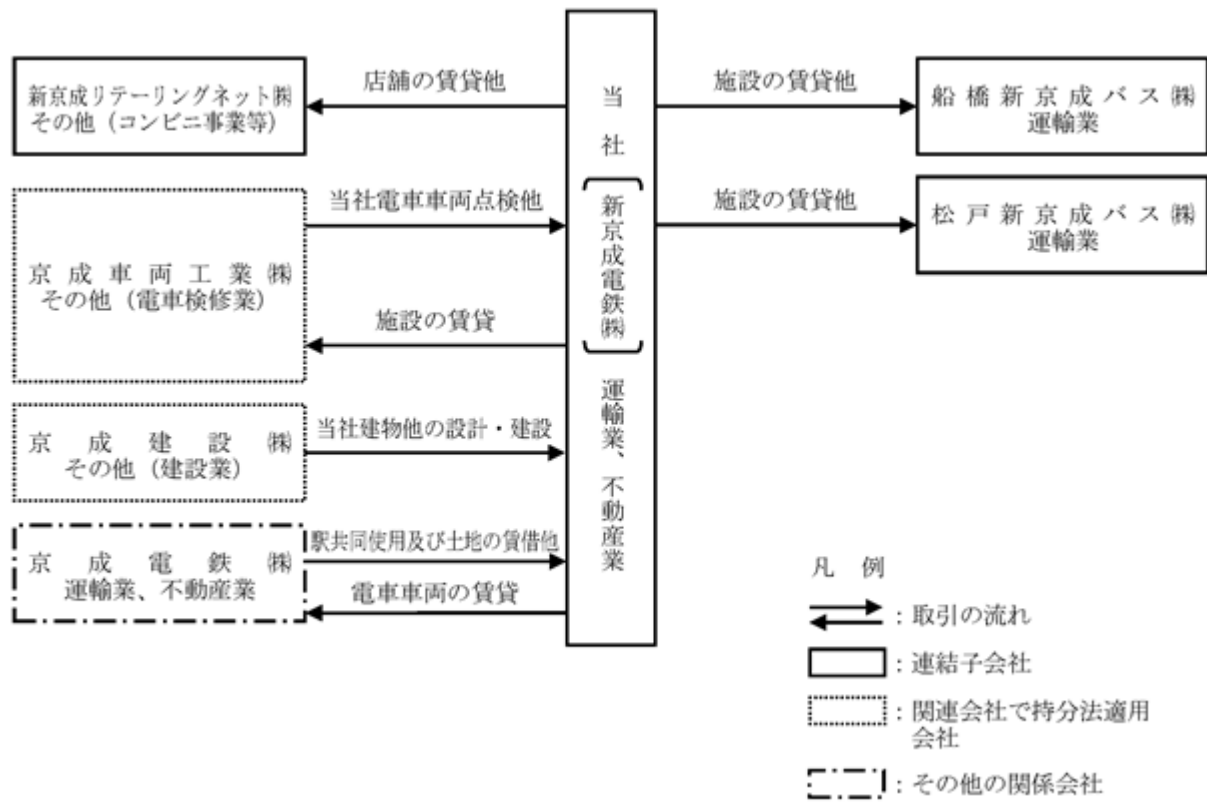 新京成リテーリングネット㈱
その他（コンビニ事業等）
店舗の賃貸他
京成車両工業㈱
その他（電車検修業）
当社電車車両点検他
施設の賃貸
京成建設㈱
その他（建設業）
当社建物他の設計・建設
京成電鉄㈱
運輸業、不動産業
駅共同使用及び土地の賃借他
電車車両の賃貸
当社
新京成電鉄㈱
運輸業、不動産業
施設の賃貸他
船橋新京成バス㈱
運輸業
施設の賃貸他
松戸新京成バス㈱
運輸業
凡例
：取引の流れ
：連結子会社
：関連会社で持分法適用
会社
：その他の関係会社